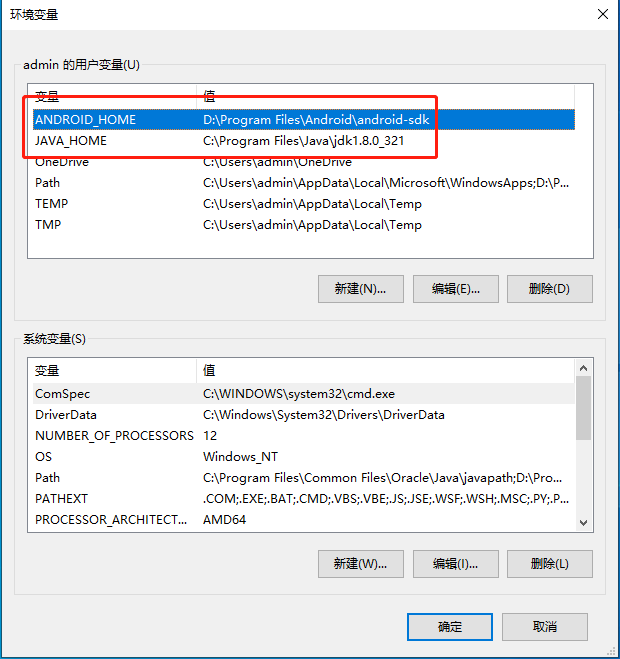 环境变量
admin 的用户变量(U)
变量 值
ANDROID_HOME D:\Program Files\Android\android-sdk
JAVA_HOME C:\Program Files\Java\jdk1.8.0_321
OneDrive C:\Users\admin\OneDrive
Path C:\Users\admin\AppData\Local\Microsoft\WindowsApps;D:\P...
TEMP C:\Users\admin\AppData\Local\Temp
TMP C:\Users\admin\AppData\Local\Temp
新建(N)... 编辑(E)... 删除(D)
系统变量(S)
变量 值
ComSpec C:\WINDOWS\system32\cmd.exe
DriverData C:\Windows\System32\Drivers\DriverData
NUMBER_OF_PROCESSORS 12
OS Windows_NT
Path C:\Program Files\Common Files\Oracle\Java\javapath;D:\Pro...
PATHEXT .COM;.EXE;.BAT;.CMD;.VBS;.VBE;.JS;.JSE;.WSF;.WSH;.MSC;.PY;.P...
PROCESSOR_ARCHITECT... AMD64
新建(W)... 编辑(I)... 删除(L)
确定 取消